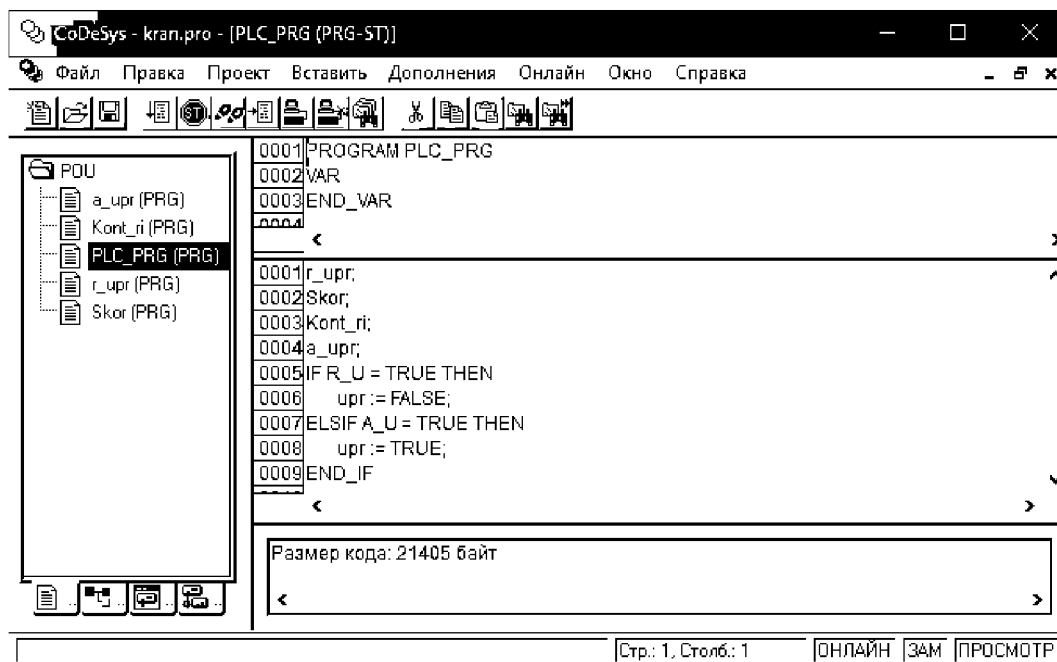 CoDeSys - kran.pro - [PLC_PRG (PRG-ST)]
Файл Правка Проект Вставить Дополнения Онлайн Окно Справка
POU
a_upr (PRG)
Kont_ri (PRG)
PLC_PRG (PRG)
r_upr (PRG)
Skor (PRG)
0001 PROGRAM PLC_PRG
0002 VAR
0003 END_VAR
0004
0001 r_upr;
0002 Skor;
0003 Kont_ri;
0004 a_upr;
0005 IF R_U = TRUE THEN
0006 upr := FALSE;
0007 ELSIF A_U = TRUE THEN
0008 upr := TRUE;
0009 END_IF
Размер кода: 21405 байт
Стр.: 1, Столб.: 1 ОНЛАЙН ЗАМ ПРОСМОТР